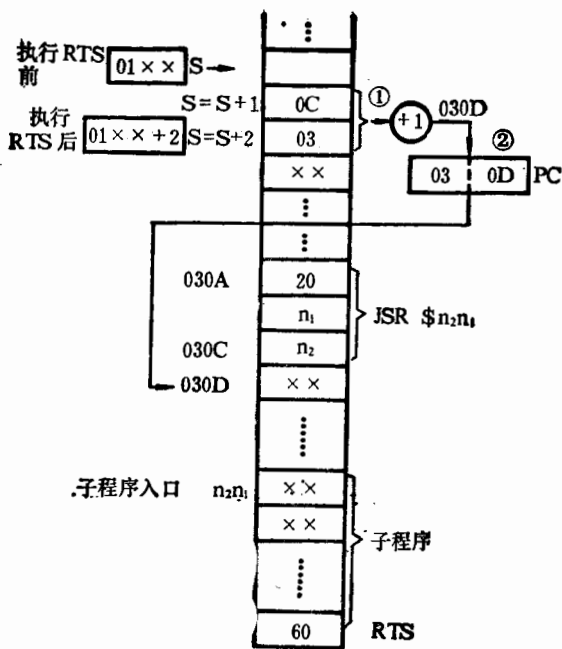 执行RTS前 01×× S
S=S+1 0C ① +1 030D
执行RTS后 01××+2 S=S+2 03 ②
×× 03 0D PC
030A 20
n₁ JSR $n₂n₁
030C n₂
030D ××
子程序入口 n₂n₁ ××
×× 子程序
60 RTS